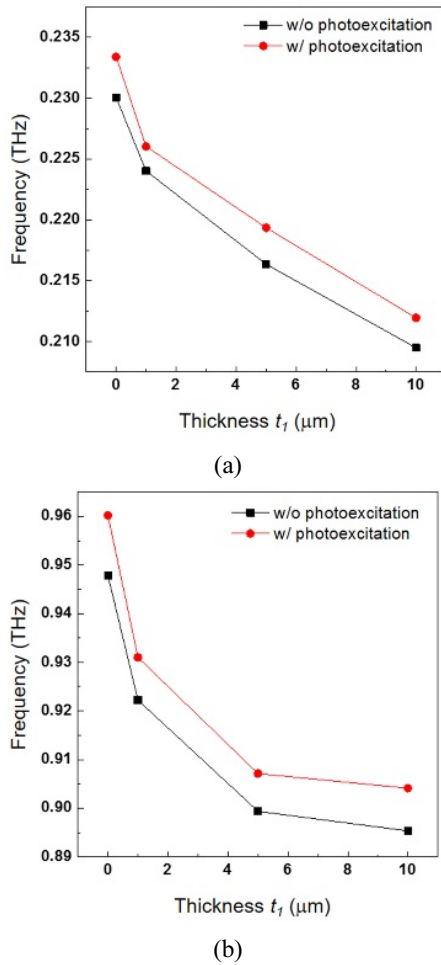 0.235
0.230
0.225
0.220
0.215
0.210
Frequency (THz)
w/o photoexcitation
w/ photoexcitation
0 2 4 6 8 10
Thickness t₁ (μm)
(a)
0.96
0.95
0.94
0.93
0.92
0.91
0.90
0.89
Frequency (THz)
w/o photoexcitation
w/ photoexcitation
0 2 4 6 8 10
Thickness t₁ (μm)
(b)